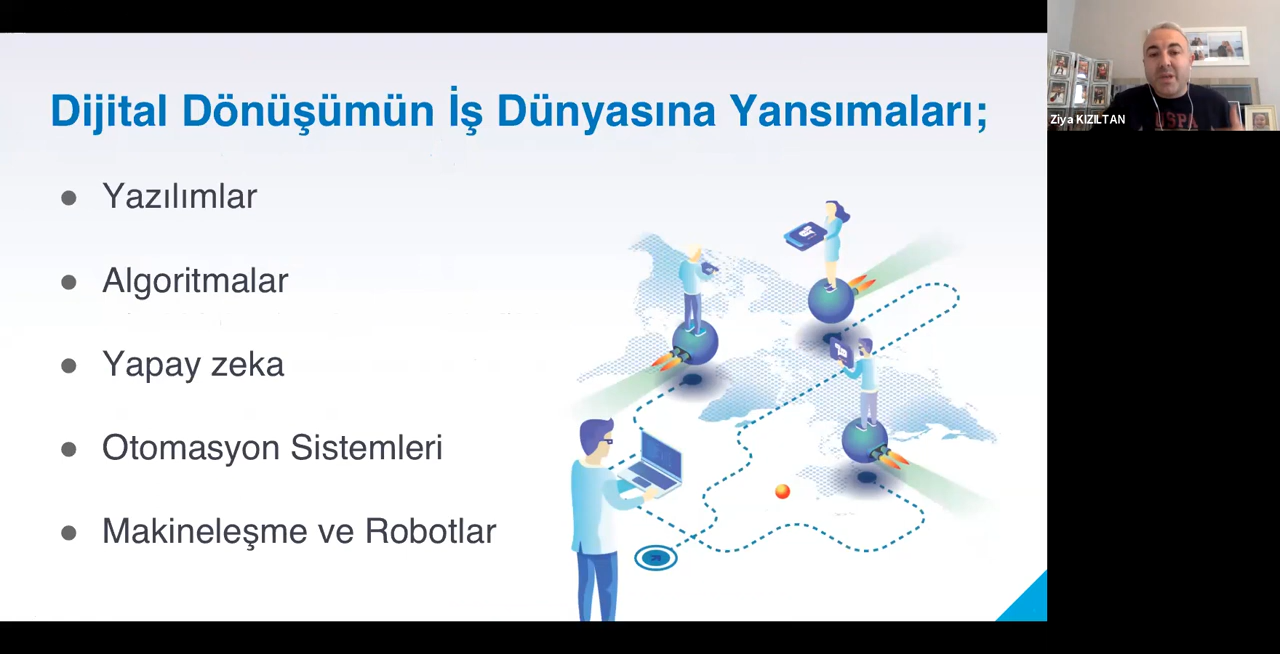 Dijital Dönüşümün İş Dünyasına Yansımaları;
● Yazılımlar
● Algoritmalar
● Yapay zeka
● Otomasyon Sistemleri
● Makineleşme ve Robotlar
Ziya KIZILTAN